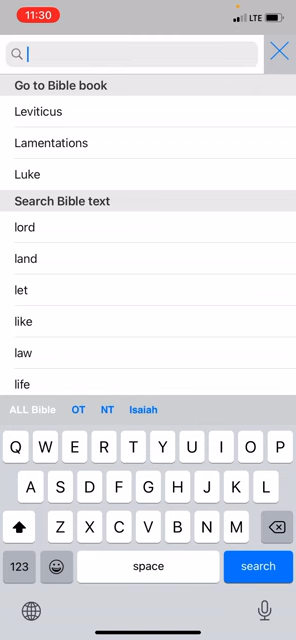 11:30
LTE
Go to Bible book
Leviticus
Lamentations
Luke
Search Bible text
lord
land
let
like
law
life
ALL Bible OT NT Isaiah
Q W E R T Y U I O P
A S D F G H J K L
Z X C V B N M
123 space search